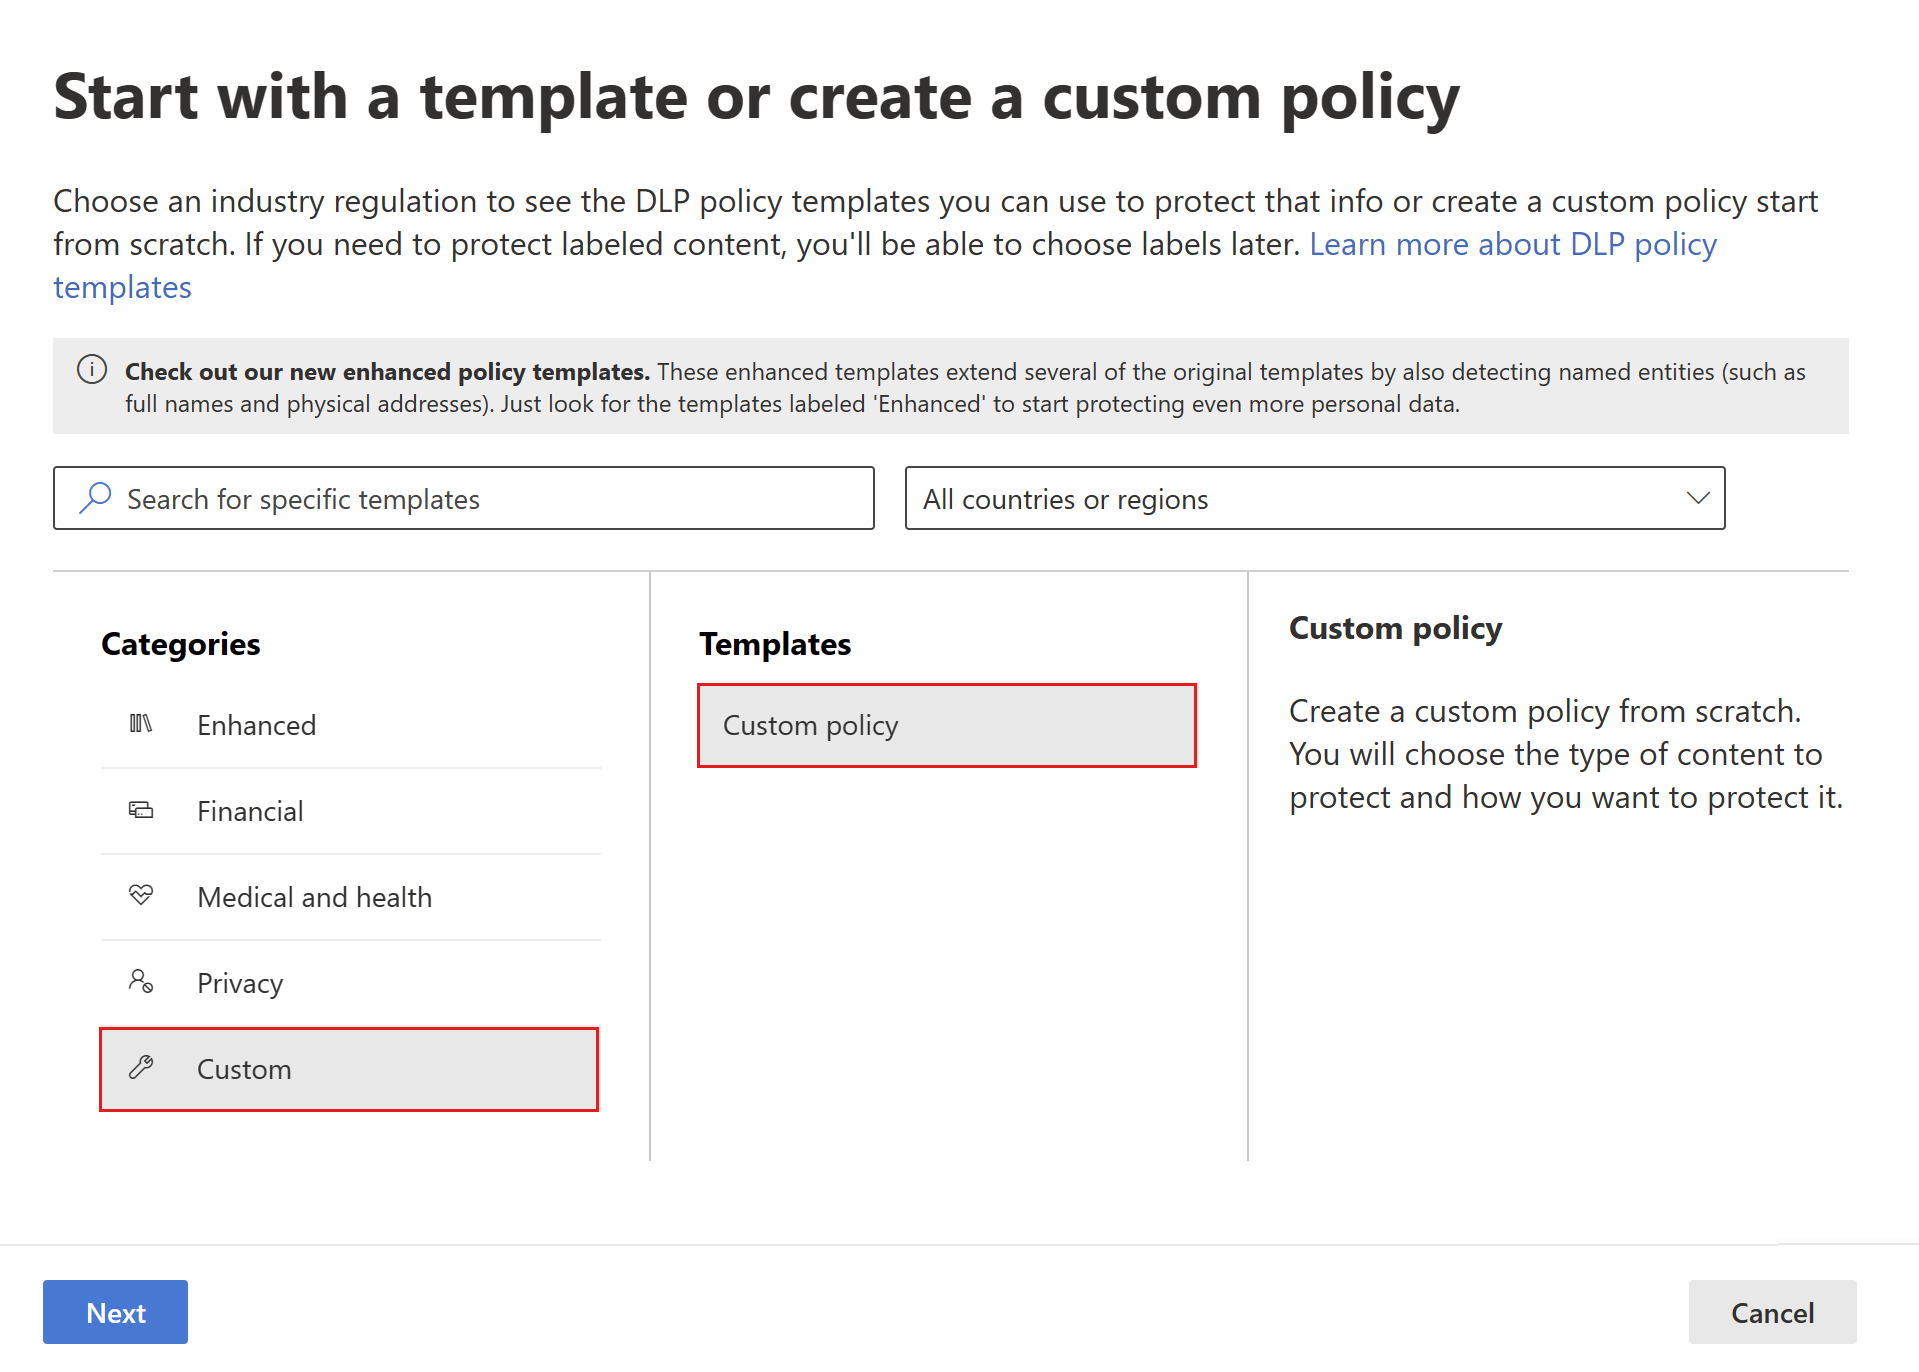 Start with a template or create a custom policy
Choose an industry regulation to see the DLP policy templates you can use to protect that info or create a custom policy start
from scratch. If you need to protect labeled content, you'll be able to choose labels later. Learn more about DLP policy
templates
Check out our new enhanced policy templates. These enhanced templates extend several of the original templates by also detecting named entities (such as
full names and physical addresses). Just look for the templates labeled 'Enhanced' to start protecting even more personal data.
Search for specific templates
All countries or regions
Categories
Enhanced
Financial
Medical and health
Privacy
Custom
Templates
Custom policy
Custom policy
Create a custom policy from scratch.
You will choose the type of content to
protect and how you want to protect it.
Next
Cancel